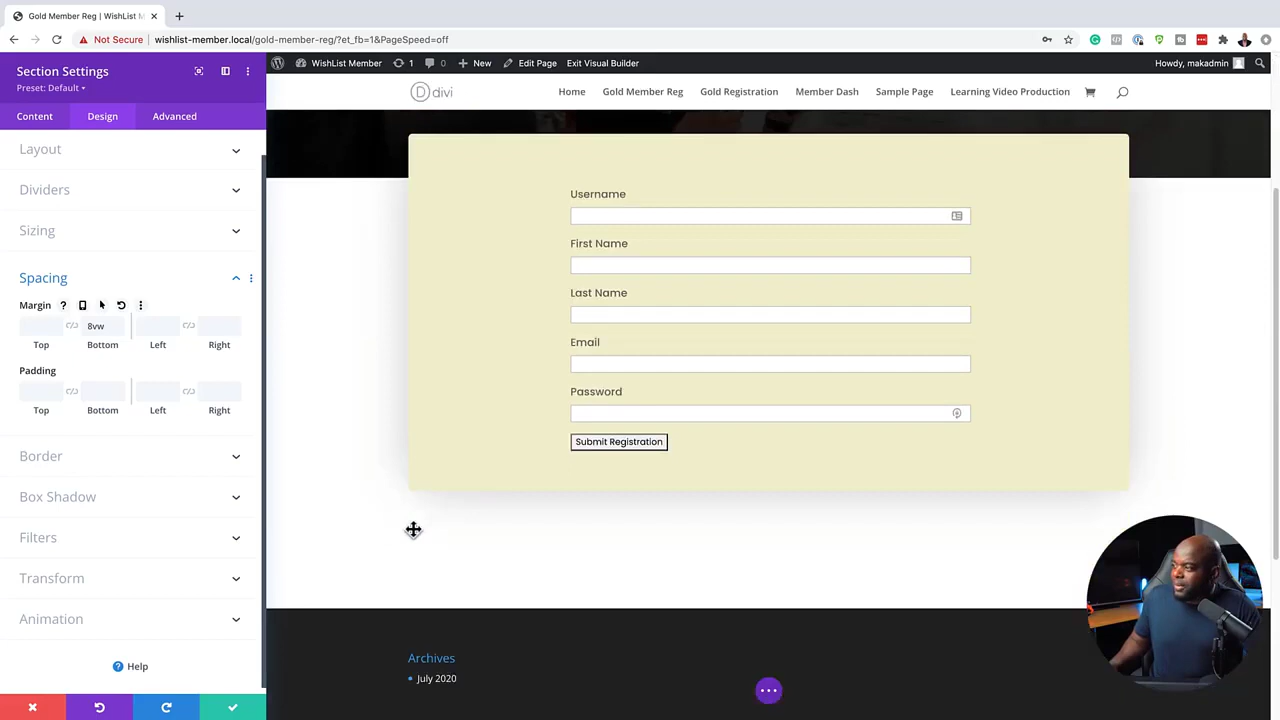 Gold Member Reg | WishList M
Not Secure | wishlist-member.local/gold-member-reg/?et_fb=1&PageSpeed=off
Section Settings
Preset: Default
Content Design Advanced
Layout
Dividers
Sizing
Spacing
Margin ?
8vw
Top Bottom Left Right
Padding
Top Bottom Left Right
Border
Box Shadow
Filters
Transform
Animation
? Help
WishList Member 1 0 New Edit Page Exit Visual Builder Howdy, makadmin
D divi Home Gold Member Reg Gold Registration Member Dash Sample Page Learning Video Production
Username
First Name
Last Name
Email
Password
Submit Registration
Archives
July 2020